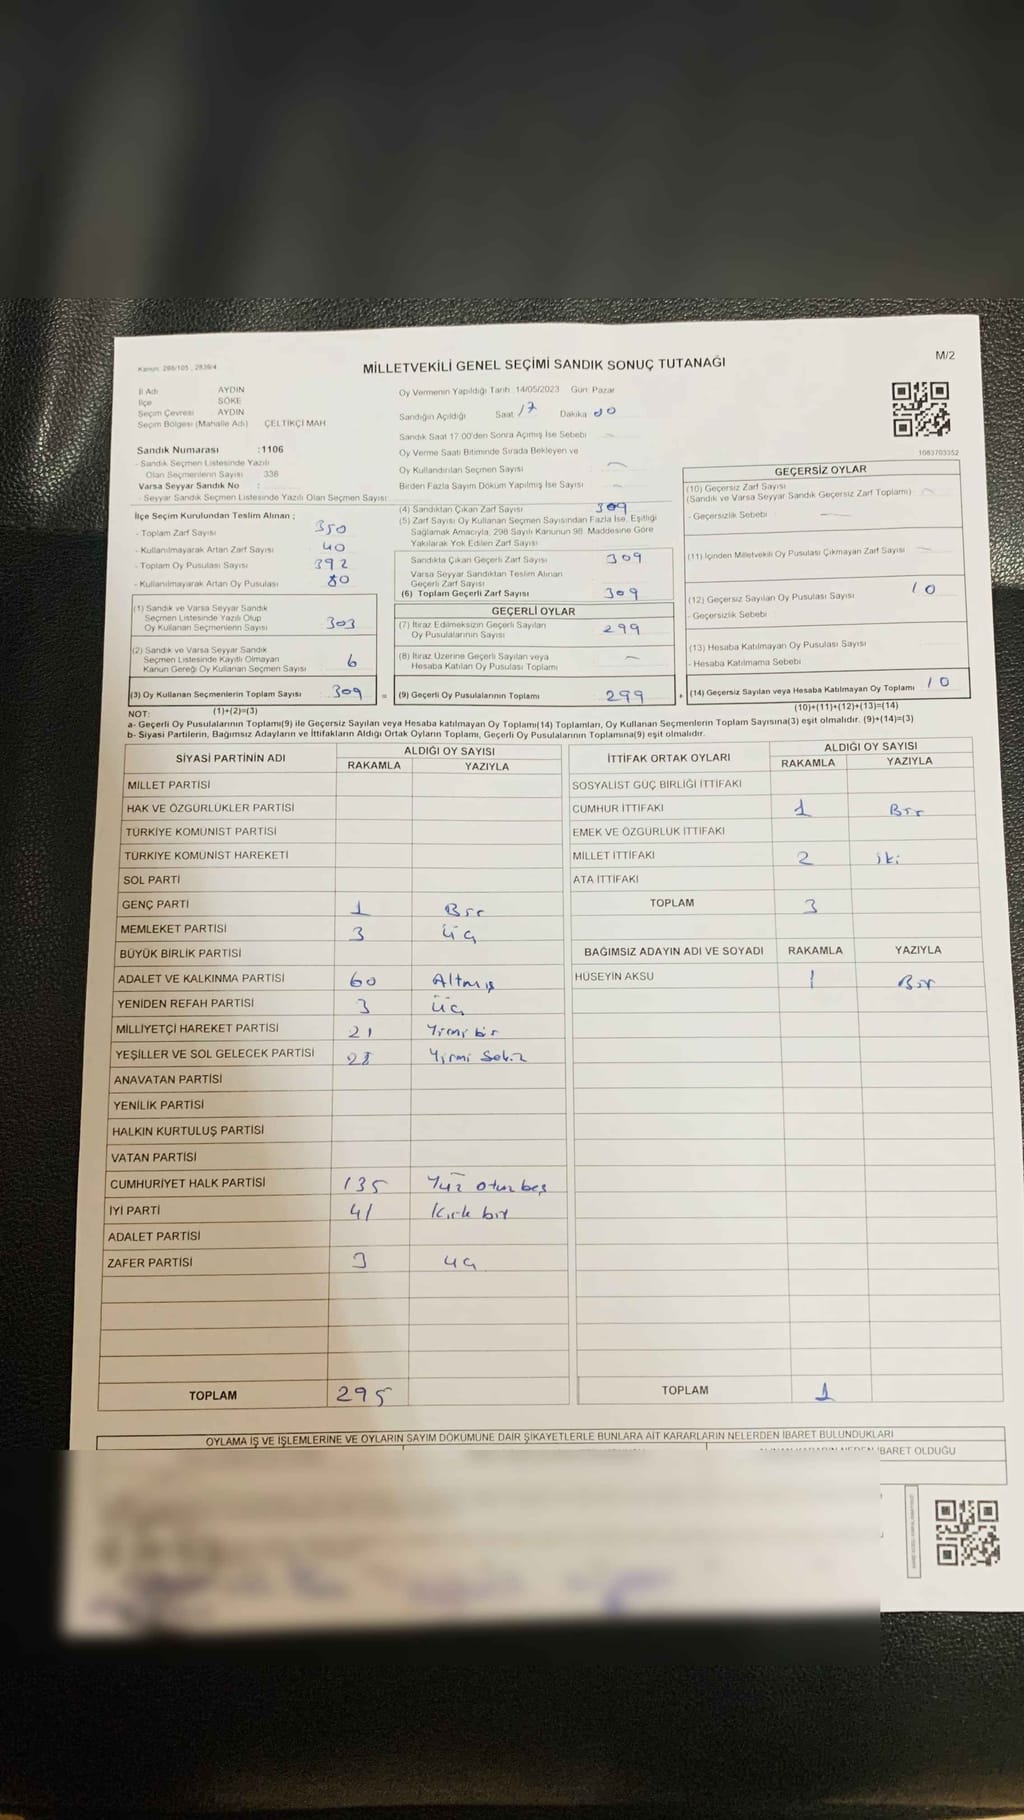 Kanun: 298/105, 2839/4
MİLLETVEKİLİ GENEL SEÇİMİ SANDIK SONUÇ TUTANAĞI
M/2
İl Adı AYDIN
İlçe SÖKE
Seçim Çevresi AYDIN
Seçim Bölgesi (Mahalle Adı) ÇELTİKÇİ MAH
Sandık Numarası :1106
- Sandık Seçmen Listesinde Yazılı
Olan Seçmenlerin Sayısı : 338
Varsa Seyyar Sandık No :
- Seyyar Sandık Seçmen Listesinde Yazılı Olan Seçmen Sayısı:
Oy Vermenin Yapıldığı Tarih :14/05/2023 Gün: Pazar
Sandığın Açıldığı Saat 17 Dakika 00
Sandık Saat 17:00'den Sonra Açımış İse Sebebi
Oy Verme Saati Bitiminde Sırada Bekleyen ve
Oy Kullandırılan Seçmen Sayısı
Birden Fazla Sayım Döküm Yapılmış İse Sayısı
1083703352
İlçe Seçim Kurulundan Teslim Alınan ;
- Toplam Zarf Sayısı 350
- Kullanılmayarak Artan Zarf Sayısı 40
- Toplam Oy Pusulası Sayısı 392
- Kullanılmayarak Artan Oy Pusulası 80
(1) Sandık ve Varsa Seyyar Sandık
Seçmen Listesinde Yazılı Olup
Oy Kullanan Seçmenlerin Sayısı 303
(2) Sandık ve Varsa Seyyar Sandık
Seçmen Listesinde Kayıtlı Olmayan
Kanun Gereği Oy Kullanan Seçmen Sayısı 6
(3) Oy Kullanan Seçmenlerin Toplam Sayısı 309 =
(1)+(2)=(3)
(4) Sandıktan Çıkan Zarf Sayısı 309
(5) Zarf Sayısı Oy Kullanan Seçmen Sayısından Fazla İse, Eşitliği
Sağlamak Amacıyla, 298 Sayılı Kanunun 98. Maddesine Göre
Yakılarak Yok Edilen Zarf Sayısı
Sandıkta Çıkan Geçerli Zarf Sayısı 309
Varsa Seyyar Sandıktan Teslim Alınan
Geçerli Zarf Sayısı
(6) Toplam Geçerli Zarf Sayısı 309
GEÇERLİ OYLAR
(7) İtiraz Edilmeksizin Geçerli Sayılan
Oy Pusulalarının Sayısı 299
(8) İtiraz Üzerine Geçerli Sayılan veya
Hesaba Katılan Oy Pusulası Toplamı
(9) Geçerli Oy Pusulalarının Toplamı 299 +
GEÇERSİZ OYLAR
(10) Geçersiz Zarf Sayısı
(Sandık ve Varsa Seyyar Sandık Geçersiz Zarf Toplamı)
- Geçersizlik Sebebi
(11) İçinden Milletvekili Oy Pusulası Çıkmayan Zarf Sayısı
(12) Geçersiz Sayılan Oy Pusulası Sayısı 10
- Geçersizlik Sebebi
(13) Hesaba Katılmayan Oy Pusulası Sayısı
- Hesaba Katılmama Sebebi
(14) Geçersiz Sayılan veya Hesaba Katılmayan Oy Toplamı 10
(10)+(11)+(12)+(13)=(14)
NOT:
a- Geçerli Oy Pusulalarının Toplamı(9) ile Geçersiz Sayılan veya Hesaba katılmayan Oy Toplamı(14) Toplamları, Oy Kullanan Seçmenlerin Toplam Sayısına(3) eşit olmalıdır. (9)+(14)=(3)
b- Siyasi Partilerin, Bağımsız Adayların ve İttifakların Aldığı Ortak Oyların Toplamı, Geçerli Oy Pusulalarının Toplamına(9) eşit olmalıdır.
SİYASİ PARTİNİN ADI ALDIĞI OY SAYISI
RAKAMLA YAZIYLA
MİLLET PARTİSİ
HAK VE ÖZGÜRLÜKLER PARTİSİ
TÜRKİYE KOMÜNİST PARTİSİ
TÜRKİYE KOMÜNİST HAREKETİ
SOL PARTİ
GENÇ PARTİ 1 Bir
MEMLEKET PARTİSİ 3 üç
BÜYÜK BİRLİK PARTİSİ
ADALET VE KALKINMA PARTİSİ 60 Altmış
YENİDEN REFAH PARTİSİ 3 üç
MİLLİYETÇİ HAREKET PARTİSİ 21 Yirmi bir
YEŞİLLER VE SOL GELECEK PARTİSİ 28 Yirmi Sekiz
ANAVATAN PARTİSİ
YENİLİK PARTİSİ
HALKIN KURTULUŞ PARTİSİ
VATAN PARTİSİ
CUMHURİYET HALK PARTİSİ 135 Yüz otuz beş
İYİ PARTİ 41 Kırk bir
ADALET PARTİSİ
ZAFER PARTİSİ 3 üç
TOPLAM 295
İTTİFAK ORTAK OYLARI ALDIĞI OY SAYISI
RAKAMLA YAZIYLA
SOSYALİST GÜÇ BİRLİĞİ İTTİFAKI
CUMHUR İTTİFAKI 1 Bir
EMEK VE ÖZGÜRLÜK İTTİFAKI
MİLLET İTTİFAKI 2 iki
ATA İTTİFAKI
TOPLAM 3
BAĞIMSIZ ADAYIN ADI VE SOYADI RAKAMLA YAZIYLA
HÜSEYİN AKSU 1 Bir
TOPLAM 1
OYLAMA İŞ VE İŞLEMLERİNE VE OYLARIN SAYIM DÖKÜMÜNE DAİR ŞİKAYETLERLE BUNLARA AİT KARARLARIN NELERDEN İBARET BULUNDUKLARI
İBARET OLDUĞU